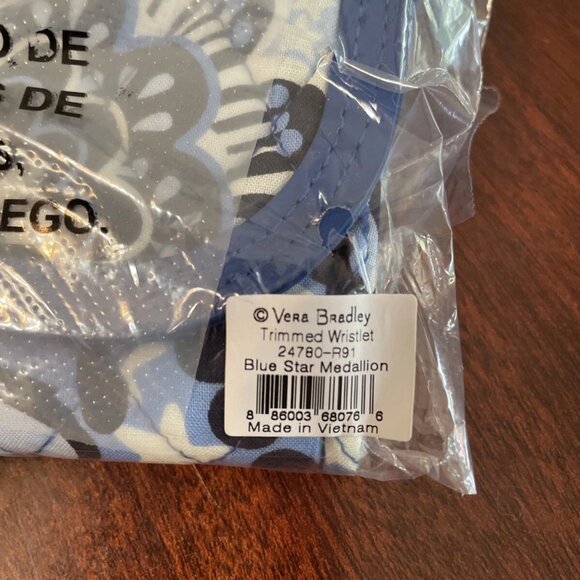 O DE
S DE
S,
EGO.
© Vera Bradley
Trimmed Wristlet
24780-R91
Blue Star Medallion
8 86003 68076 6
Made in Vietnam